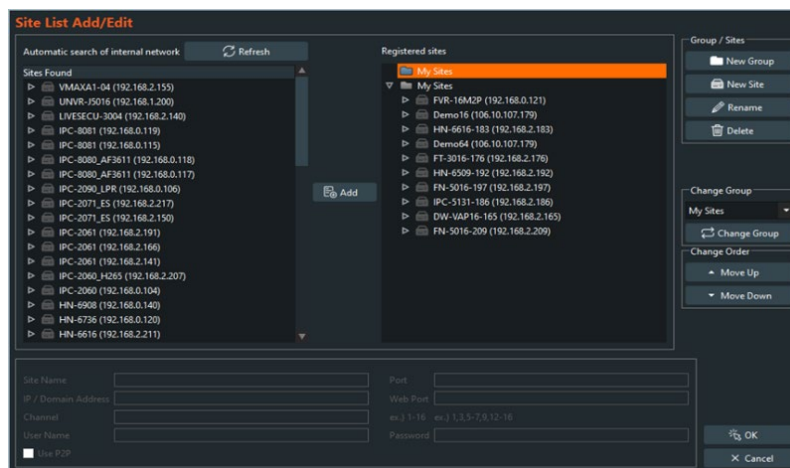 Site List Add/Edit
Automatic search of internal network
Refresh
Sites Found
VMAXA1-04 (192.168.2.155)
UNVR-J5016 (192.168.1.200)
LIVESECU-3004 (192.168.2.140)
IPC-8081 (192.168.0.119)
IPC-8081 (192.168.0.115)
IPC-8080_AF3611 (192.168.0.118)
IPC-8080_AF3611 (192.168.0.117)
IPC-2090_LPR (192.168.0.106)
IPC-2071_ES (192.168.2.217)
IPC-2071_ES (192.168.2.150)
IPC-2061 (192.168.2.191)
IPC-2061 (192.168.2.166)
IPC-2061 (192.168.2.141)
IPC-2060_H265 (192.168.2.207)
IPC-2060 (192.168.0.104)
HN-6908 (192.168.0.140)
HN-6736 (192.168.0.120)
HN-6616 (192.168.2.211)
Add
Registered sites
My Sites
My Sites
FVR-16M2P (192.168.0.121)
Demo16 (106.10.107.179)
HN-6616-183 (192.168.2.183)
Demo64 (106.10.107.179)
FT-3016-176 (192.168.2.176)
HN-6509-192 (192.168.2.192)
FN-5016-197 (192.168.2.197)
IPC-5131-186 (192.168.2.186)
DW-VAP16-165 (192.168.2.165)
FN-5016-209 (192.168.2.209)
Group / Sites
New Group
New Site
Rename
Delete
Change Group
My Sites
Change Group
Change Order
Move Up
Move Down
Site Name
Port
IP / Domain Address
Web Port
Channel
ex.) 1-16 ex.) 1,3,5-7,9,12-16
User Name
Password
Use P2P
OK
Cancel